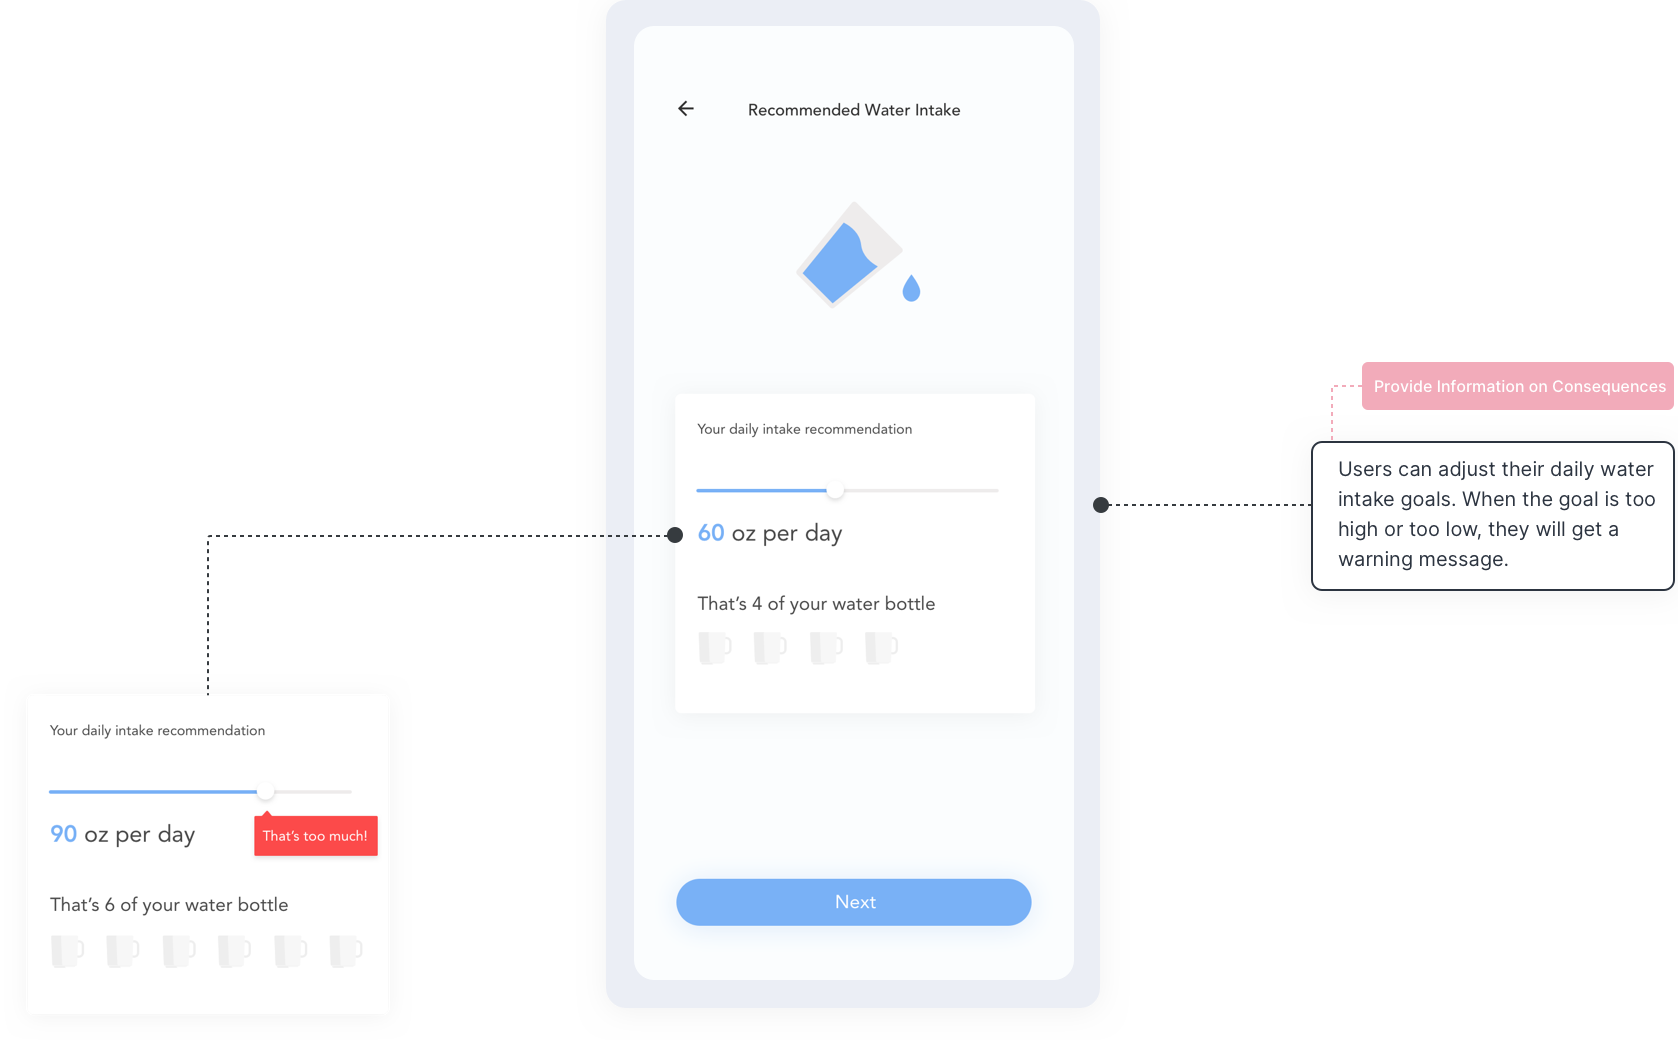 Recommended Water Intake
Your daily intake recommendation
60 oz per day
That's 4 of your water bottle
Next
Provide Information on Consequences
Users can adjust their daily water
intake goals. When the goal is too
high or too low, they will get a
warning message.
Your daily intake recommendation
90 oz per day
That's too much!
That's 6 of your water bottle